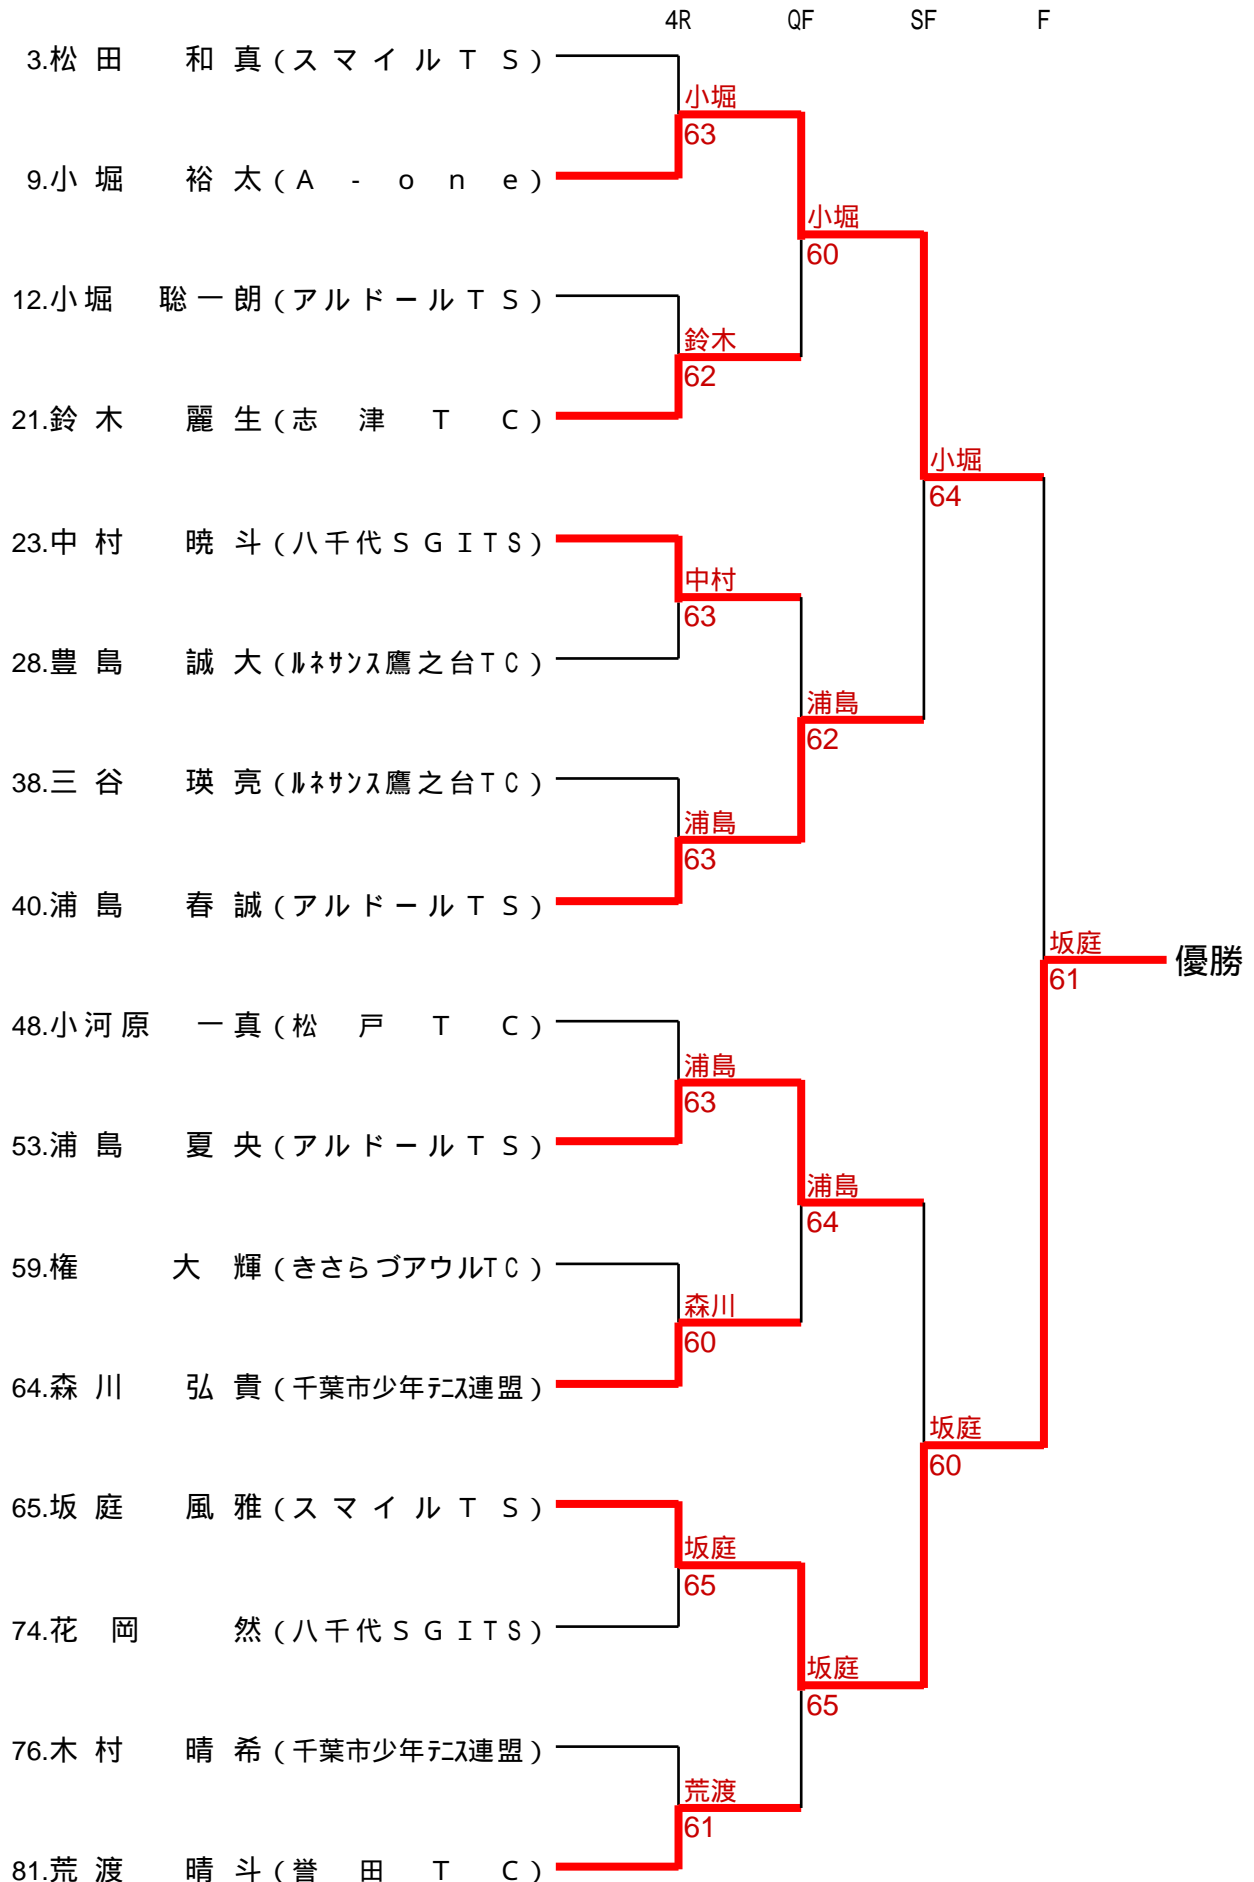 4R QF SF F
3.松田 和真(スマイルTS)
小堀
63
9.小堀 裕太(A-one)
小堀
60
12.小堀 聡一朗(アルドールTS)
鈴木
62
21.鈴木 麗生(志津TC)
小堀
64
23.中村 暁斗(八千代SGITS)
中村
63
28.豊島 誠大(ルネサンス鷹之台TC)
浦島
62
38.三谷 瑛亮(ルネサンス鷹之台TC)
浦島
63
40.浦島 春誠(アルドールTS)
坂庭
61
優勝
48.小河原 一真(松戸TC)
浦島
63
53.浦島 夏央(アルドールTS)
浦島
64
59.権 大輝(きさらづアウルTC)
森川
60
64.森川 弘貴(千葉市少年テニス連盟)
坂庭
60
65.坂庭 風雅(スマイルTS)
坂庭
65
74.花岡 然(八千代SGITS)
坂庭
65
76.木村 晴希(千葉市少年テニス連盟)
荒渡
61
81.荒渡 晴斗(誉田TC)